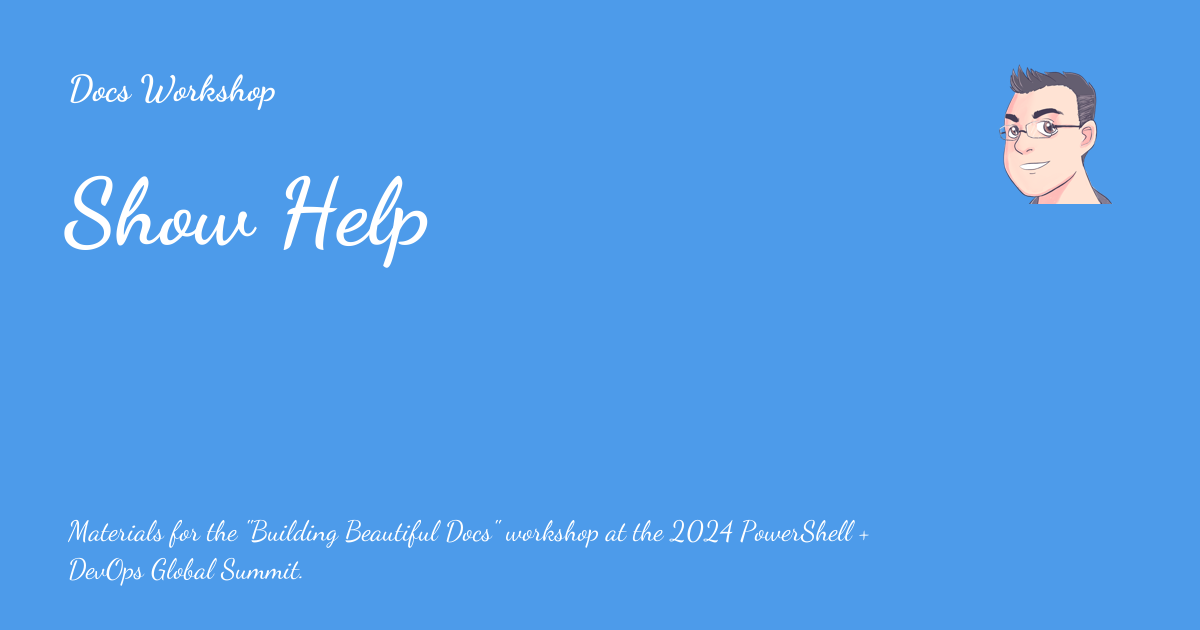 Docs Workshop
Show Help
Materials for the "Building Beautiful Docs" workshop at the 2024 PowerShell +
DevOps Global Summit.